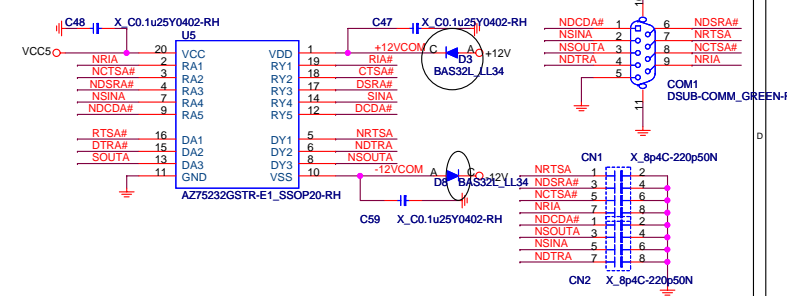 C48 X_C0.1u25Y0402-RH
C47 X_C0.1u25Y0402-RH
VCC5
U5
20 VCC VDD 1 +12VCOM C A +12V
D3
BAS32L_LL34
NRIA 2 RA1 RY1 19 RIA#
NCTSA# 3 RA2 RY2 18 CTSA#
NDSRA# 4 RA3 RY3 17 DSRA#
NSINA 7 RA4 RY4 14 SINA
NDCDA# 9 RA5 RY5 12 DCDA#
RTSA# 16 DA1 DY1 5 NRTSA
DTRA# 15 DA2 DY2 6 NDTRA
SOUTA 13 DA3 DY3 8 NSOUTA
11 GND VSS 10 -12VCOM A C -12V
D8 BAS32L_LL34
AZ75232GSTR-E1_SSOP20-RH
C59 X_C0.1u25Y0402-RH
NDCDA# 1 6 NDSRA#
NSINA 2 7 NRTSA
NSOUTA 3 8 NCTSA#
NDTRA 4 9 NRIA
5
COM1
DSUB-COMM_GREEN-
11
D
CN1 X_8p4C-220p50N
NRTSA 1 2
NDSRA# 3 4
NCTSA# 5 6
NRIA 7 8
NDCDA# 1 2
NSOUTA 3 4
NSINA 5 6
NDTRA 7 8
CN2 X_8p4C-220p50N